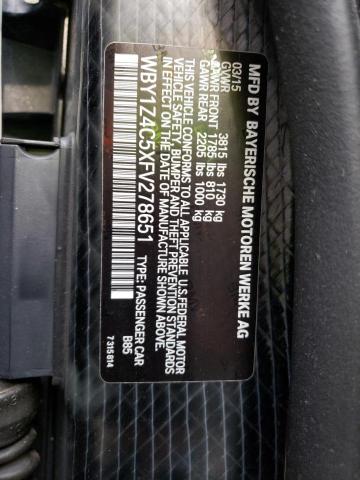 MFD BY BAYERISCHE MOTOREN WERKE AG
03/15
GVWR 3815 lbs 1730 kg
GAWR FRONT 1785 lbs 810 kg
GAWR REAR 2205 lbs 1000 kg
THIS VEHICLE CONFORMS TO ALL APPLICABLE U.S. FEDERAL MOTOR
VEHICLE SAFETY, BUMPER AND THEFT PREVENTION STANDARDS
IN EFFECT ON THE DATE OF MANUFACTURE SHOWN ABOVE.
WBY1Z4C5XFV278651 TYPE: PASSENGER CAR
B85
7315814